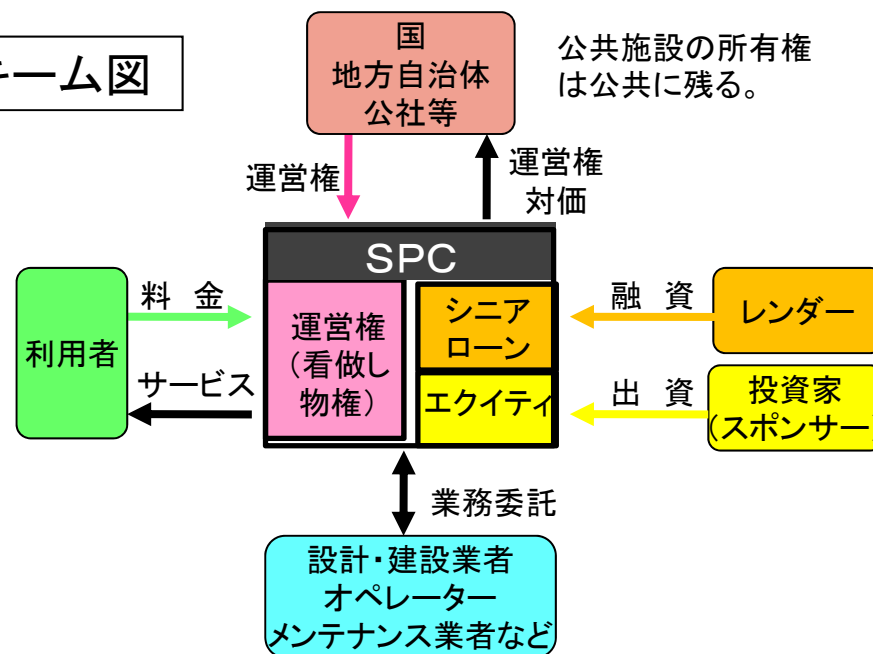 キーム図
国
地方自治体
公社等
公共施設の所有権
は公共に残る。
運営権
運営権
対価
SPC
料 金
利用者
サービス
運営権
(看做し
物権)
シニア
ローン
エクイティ
融 資
レンダー
出 資
投資家
(スポンサー)
業務委託
設計・建設業者
オペレーター
メンテナンス業者など